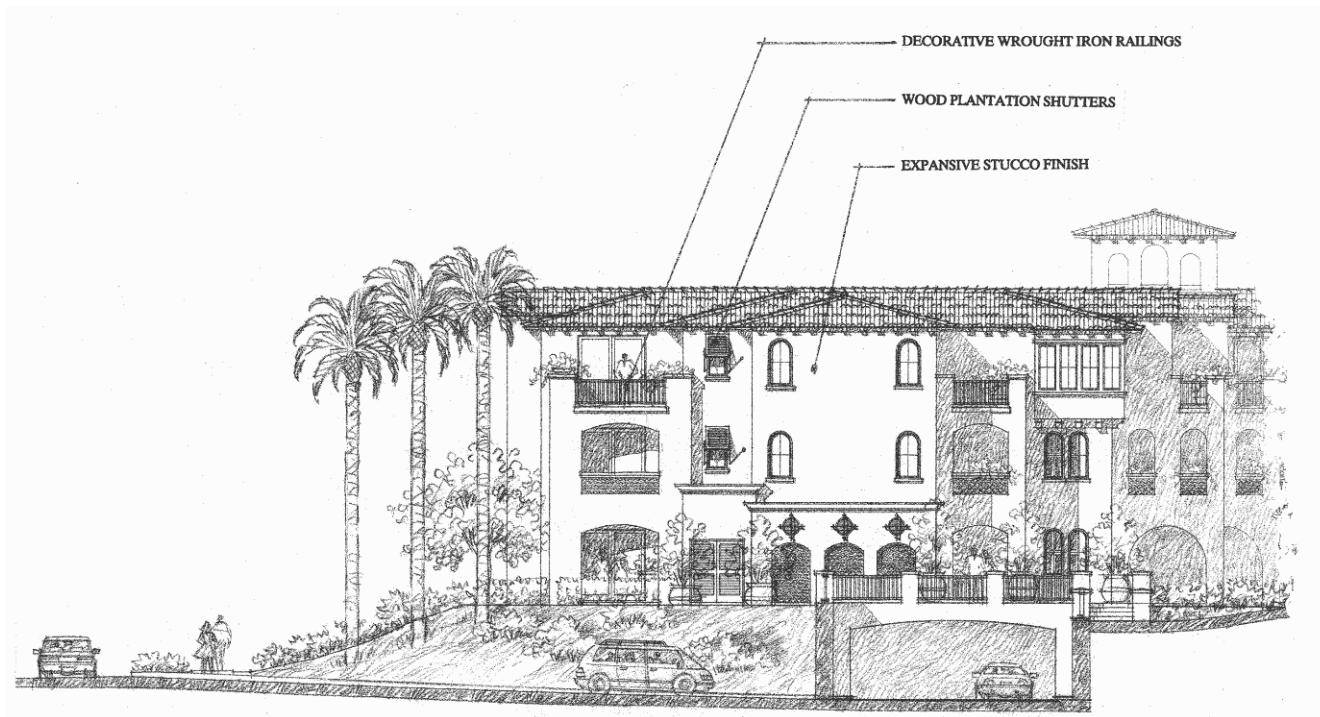 DECORATIVE WROUGHT IRON RAILINGS
WOOD PLANTATION SHUTTERS
EXPANSIVE STUCCO FINISH